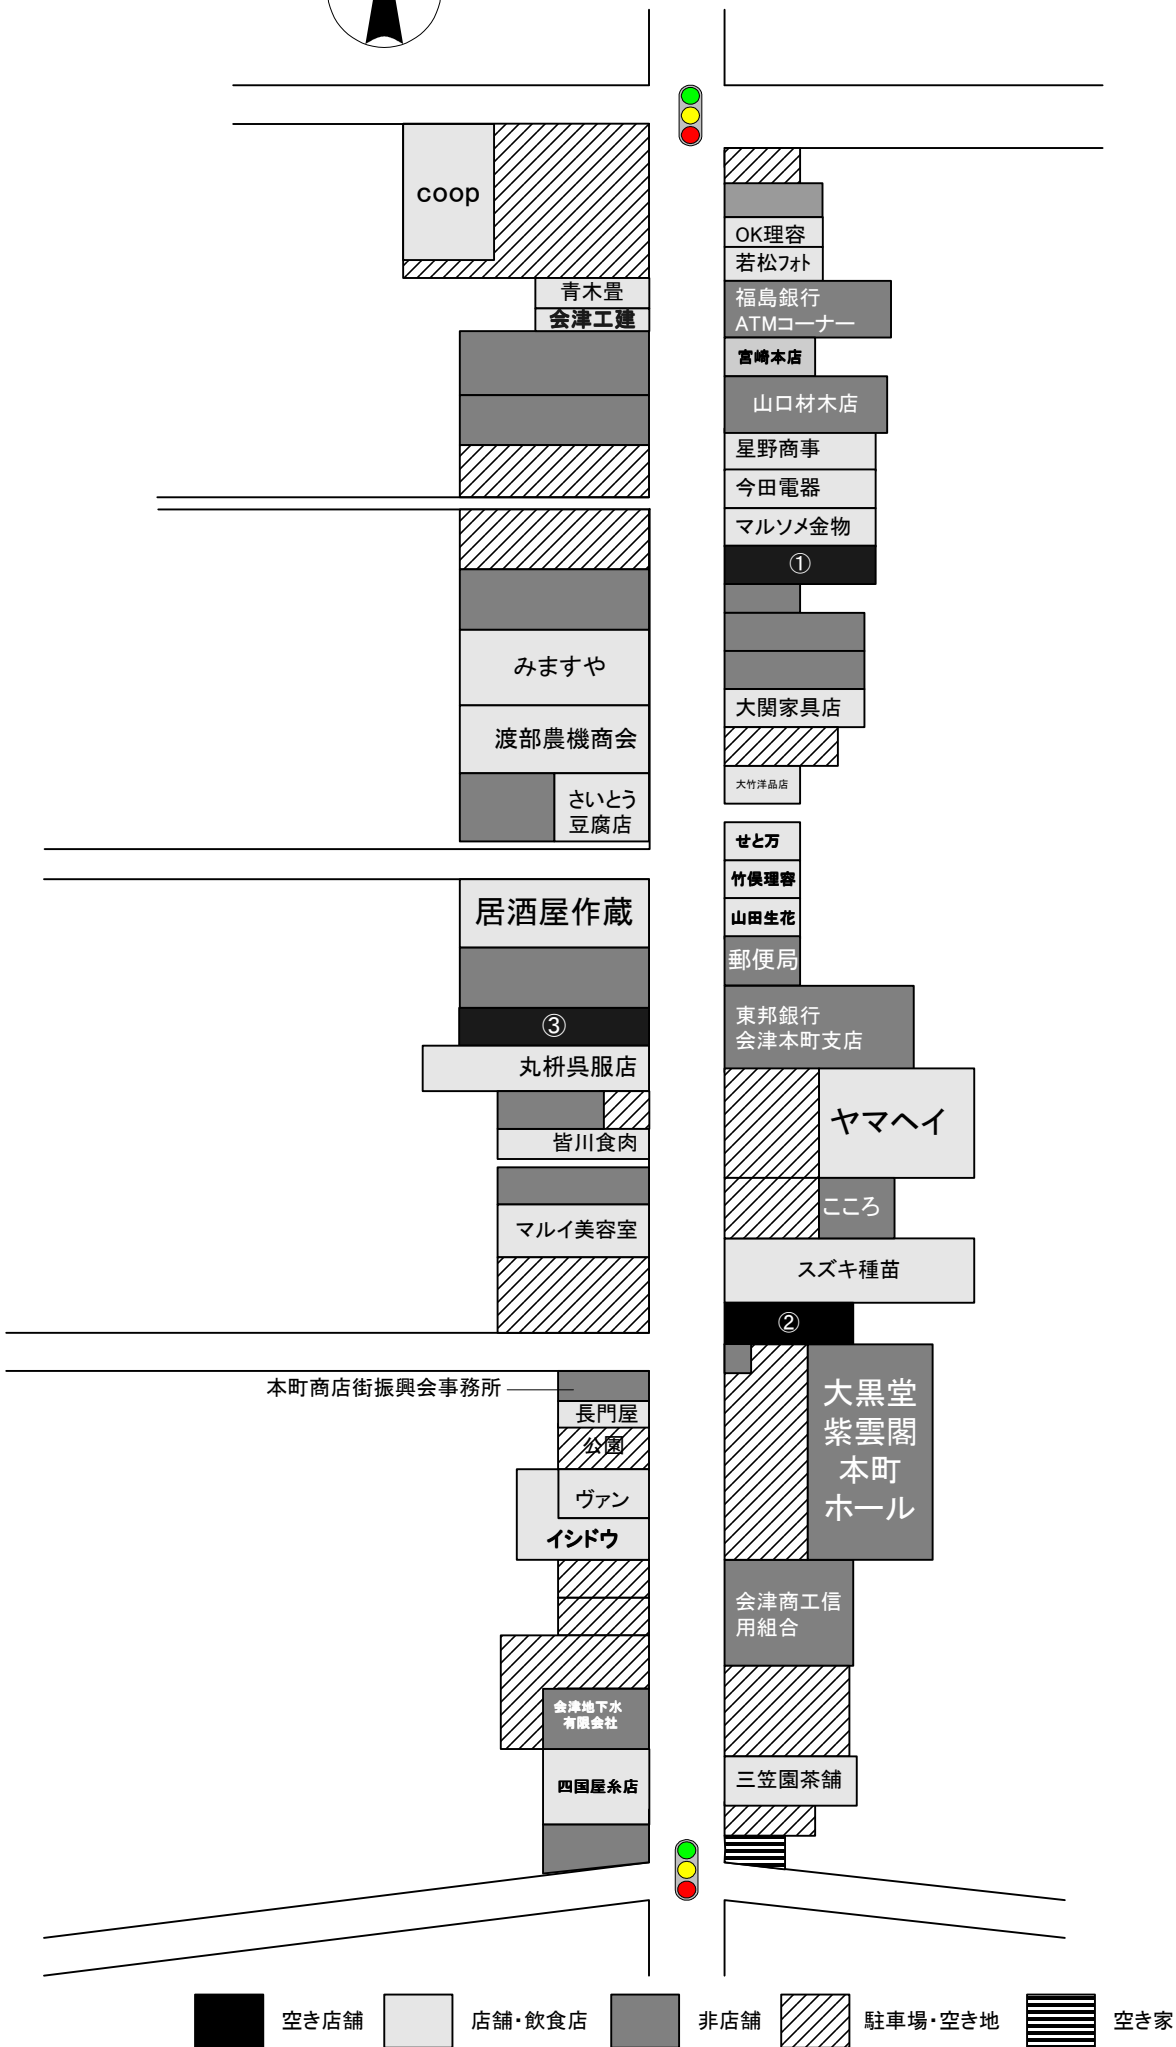 coop
青木畳
会津工建
みますや
渡部農機商会
さいとう
豆腐店
居酒屋作蔵
③
丸枡呉服店
皆川食肉
マルイ美容室
本町商店街振興会事務所
長門屋
公園
ヴァン
イシドウ
会津地下水
有限会社
四国屋糸店
OK理容
若松フォト
福島銀行
ATMコーナー
宮崎本店
山口材木店
星野商事
今田電器
マルソメ金物
①
大関家具店
大竹洋品店
せと万
竹俣理容
山田生花
郵便局
東邦銀行
会津本町支店
ヤマヘイ
こころ
スズキ種苗
②
大黒堂
紫雲閣
本町
ホール
会津商工信
用組合
三笠園茶舗
空き店舗
店舗・飲食店
非店舗
駐車場・空き地
空き家